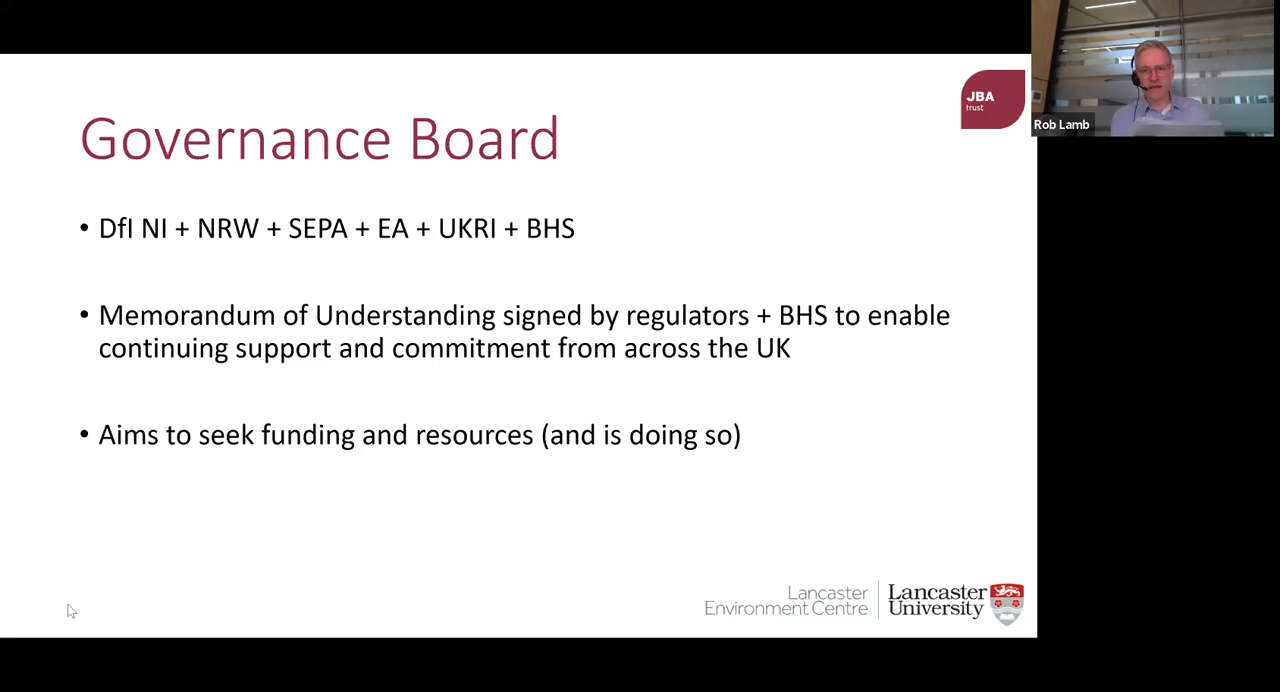 JBA
trust
Rob Lamb
Governance Board
• DfI NI + NRW + SEPA + EA + UKRI + BHS
• Memorandum of Understanding signed by regulators + BHS to enable
continuing support and commitment from across the UK
• Aims to seek funding and resources (and is doing so)
Lancaster
Environment Centre
Lancaster
University